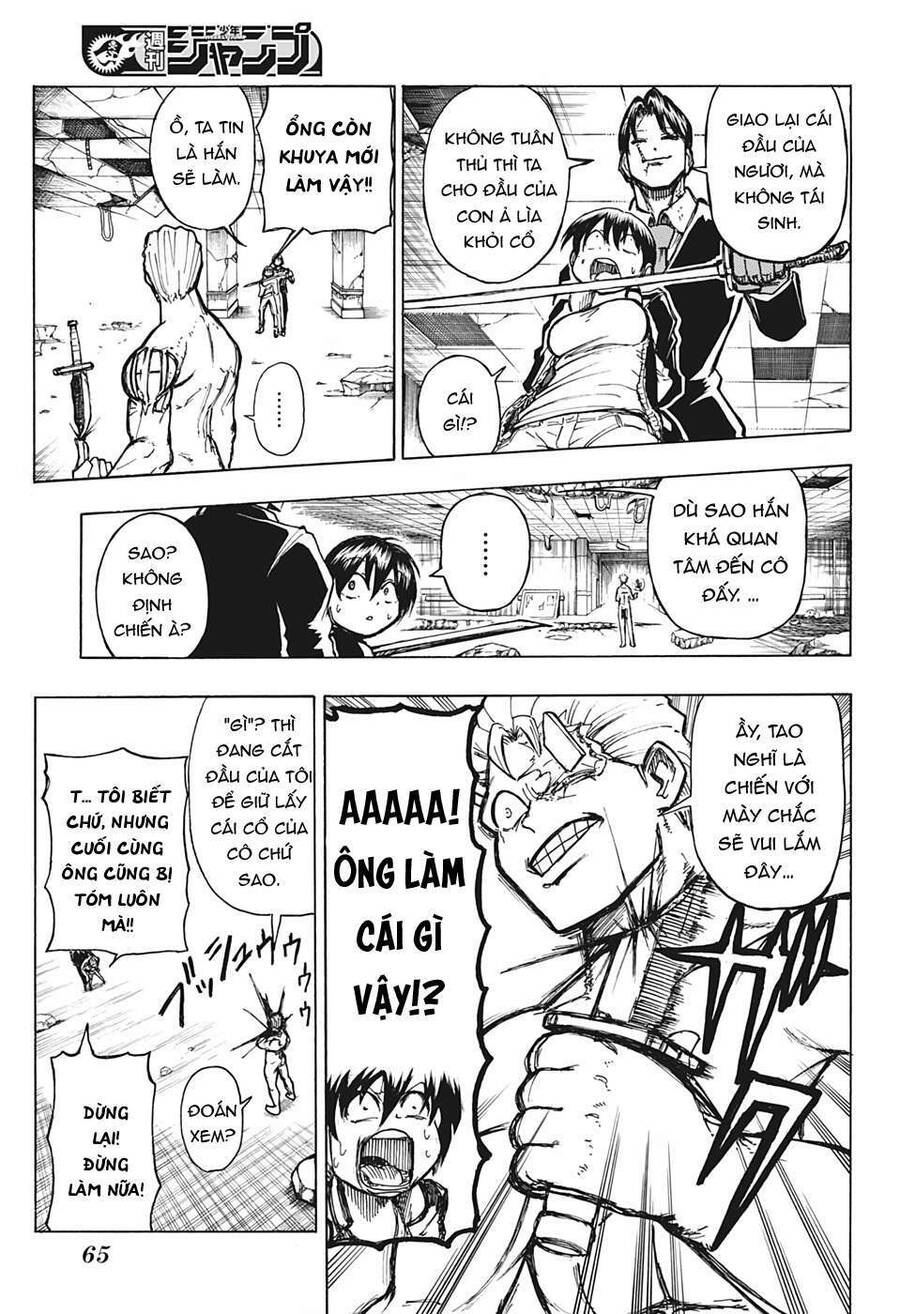 週刊
少年
ジャンプ
GIAO LẠI CÁI
ĐẦU CỦA
NGƯƠI, MÀ
KHÔNG TÁI
SINH.
KHÔNG TUÂN
THỦ THÌ TA
CHO ĐẦU CỦA
CON Ả LÌA
KHỎI CỔ
CÁI
GÌ!?
ỔNG CÒN
KHUYA MỚI
LÀM VẬY!!
Ồ, TA TIN
LÀ HẮN
SẼ LÀM.
......
DÙ SAO HẮN
KHÁ QUAN
TÂM ĐẾN CÔ
ĐẤY. ...
......
SAO?
KHÔNG
ĐỊNH
CHIẾN À?
ẦY, TAO
NGHĨ LÀ
CHIẾN VỚI
MÀY CHẮC
SẼ VUI LẮM
ĐÂY...
AAAAA!
ÔNG LÀM
CÁI GÌ
VẬY!?
"GÌ"? THÌ
ĐANG CẮT
ĐẦU CỦA TÔI
ĐỂ GIỮ LẤY
CÁI CỔ CỦA
CÔ CHỨ
SAO.
T... TÔI BIẾT
CHỨ, NHƯNG
CUỐI CÙNG
ÔNG CŨNG BỊ
TÓM LUÔN
MÀ!!
ブシュゥゥゥ
ĐOÁN
XEM?
DỪNG
LẠI!
ĐỪNG
LÀM NỮA!
65